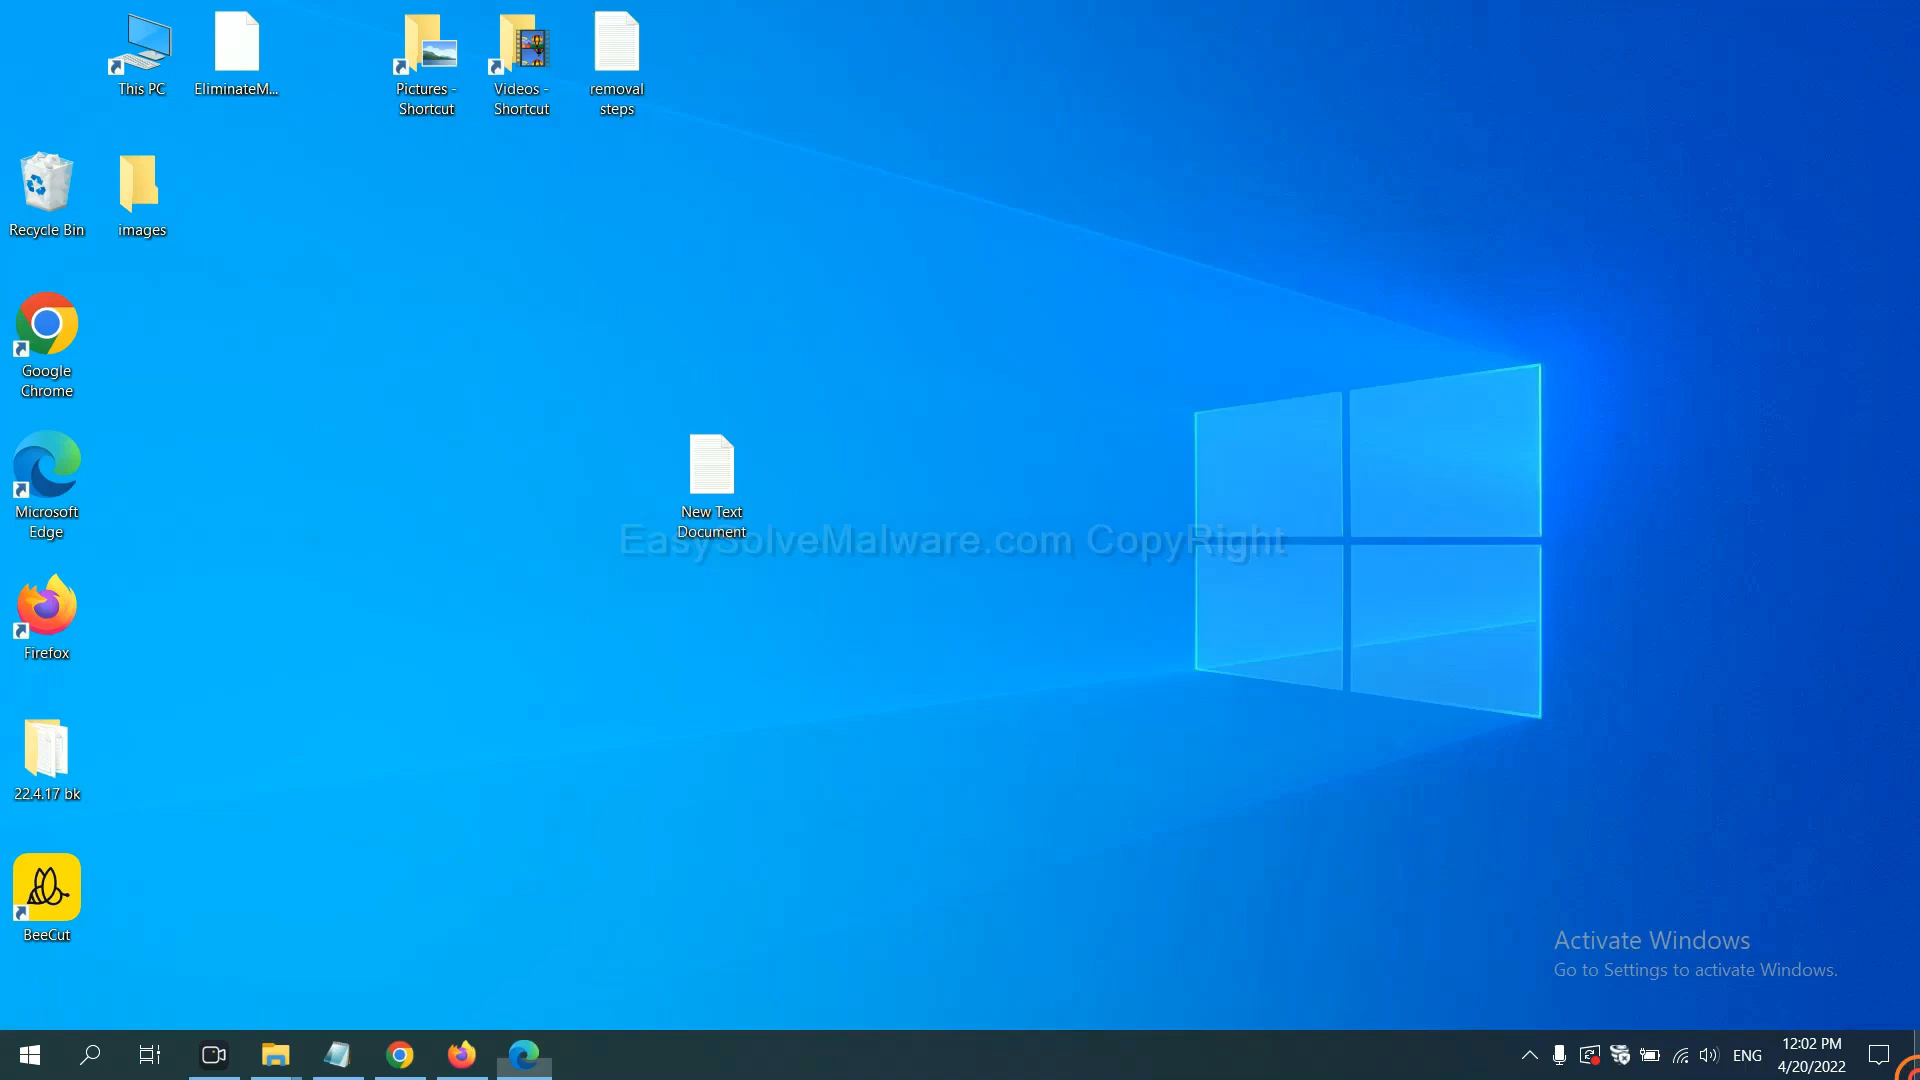 This PC
EliminateM...
Pictures -
Shortcut
Videos -
Shortcut
removal
steps
Recycle Bin
images
Google
Chrome
Microsoft
Edge
New Text
Document
EasySolveMalware.com CopyRight
Firefox
22.4.17 bk
BeeCut
Activate Windows
Go to Settings to activate Windows.
ENG
12:02 PM
4/20/2022